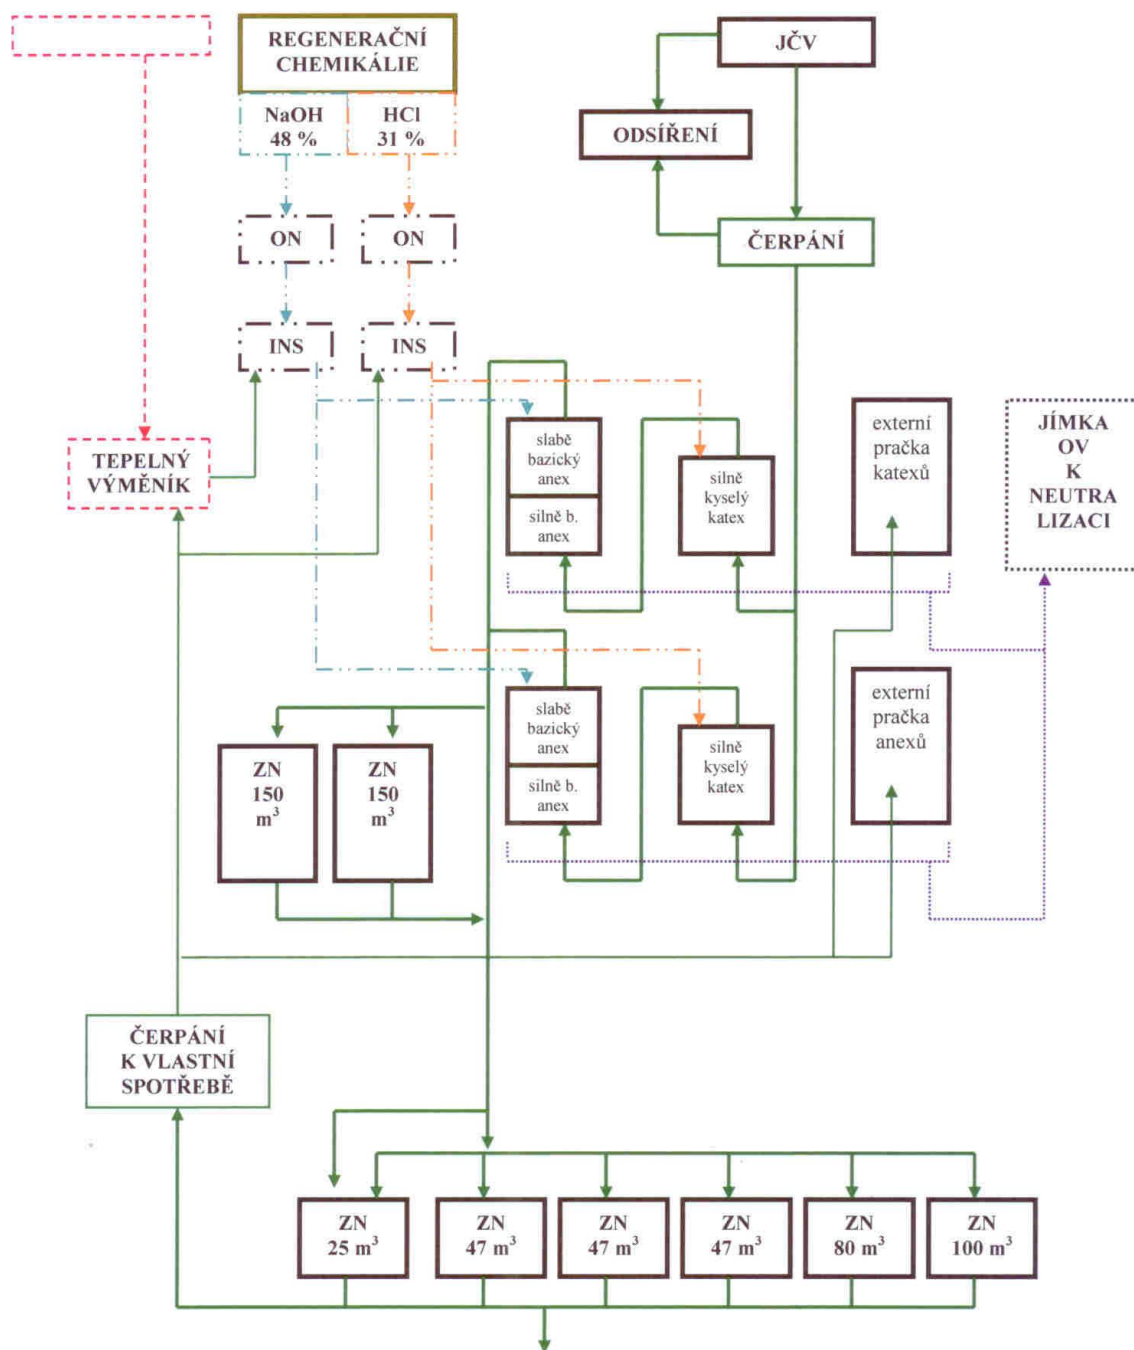 REGENERAČNÍ
CHEMIKÁLIE
NaOH
48 %
HCl
31 %
JČV
ODSÍŘENÍ
ČERPÁNÍ
ON
ON
INS
INS
TEPELNÝ
VÝMĚNÍK
slabě
bazický
anex
silně b.
anex
silně
kyselý
katex
externí
pračka
katexů
JÍMKA
OV
K
NEUTRA
LIZACI
slabě
bazický
anex
silně b.
anex
silně
kyselý
katex
externí
pračka
anexů
ZN
150
m³
ZN
150
m³
ČERPÁNÍ
K VLASTNÍ
SPOTŘEBĚ
ZN
25 m³
ZN
47 m³
ZN
47 m³
ZN
47 m³
ZN
80 m³
ZN
100 m³